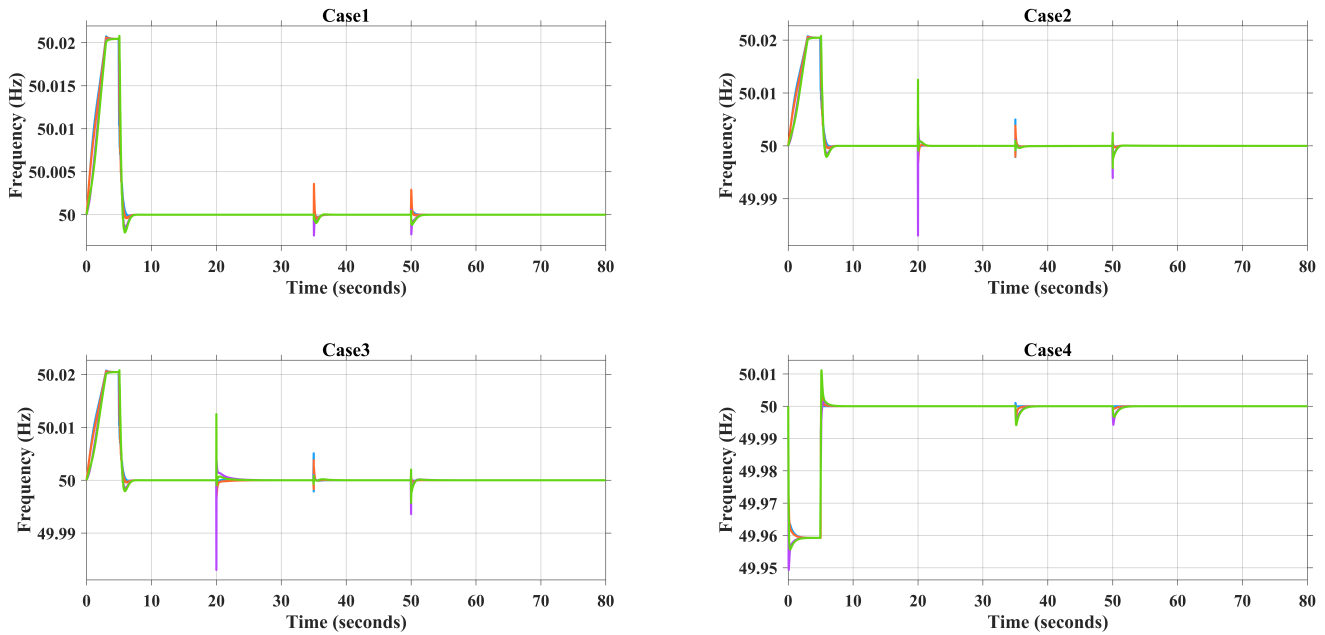 Case1
50.02
50.015
50.01
50.005
50
Frequency (Hz)
0 10 20 30 40 50 60 70 80
Time (seconds)
Case2
50.02
50.01
50
49.99
Frequency (Hz)
0 10 20 30 40 50 60 70 80
Time (seconds)
Case3
50.02
50.01
50
49.99
Frequency (Hz)
0 10 20 30 40 50 60 70 80
Time (seconds)
Case4
50.01
50
49.99
49.98
49.97
49.96
49.95
Frequency (Hz)
0 10 20 30 40 50 60 70 80
Time (seconds)